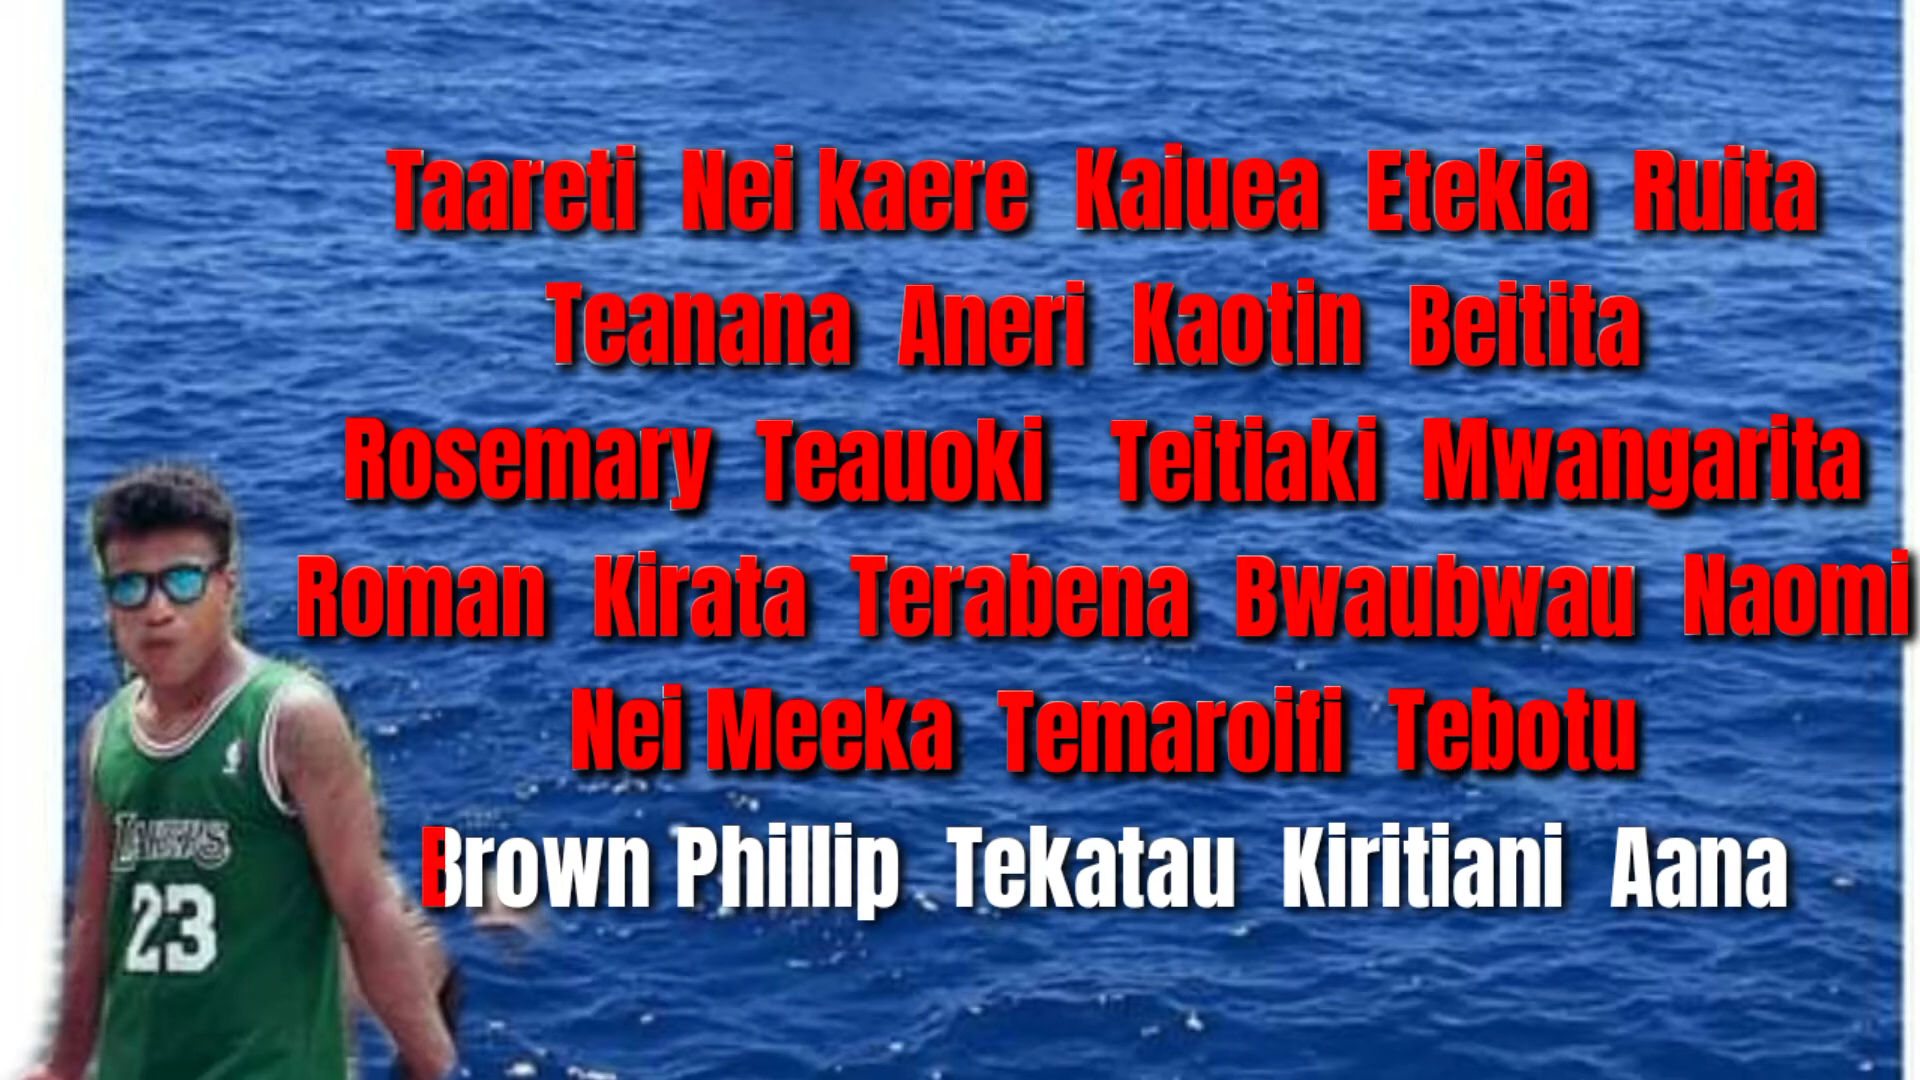 Taareti Nei kaere Kaiuea Etekia Ruita
Teanana Aneri Kaotin Beitita
Rosemary Teauoki Teitiaki Mwangarita
Roman Kirata Terabena Bwaubwau Naomi
Nei Meeka Temaroifi Tebotu
Brown Phillip Tekatau Kiritiani Aana
23